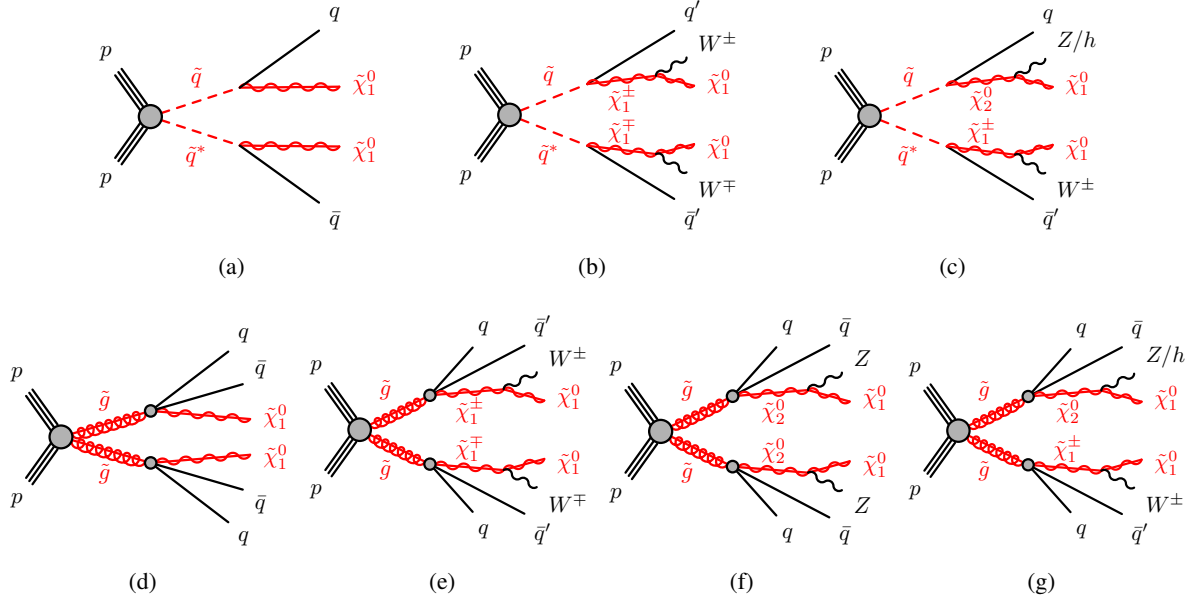 p p q̃ q̃* q χ̃₁⁰ χ̃₁⁰ q̄
(a)
p p q̃ q̃* q′ W± χ̃₁± χ̃₁⁰ χ̃₁∓ χ̃₁⁰ W∓ q̄′
(b)
p p q̃ q̃* q Z/h χ̃₂⁰ χ̃₁⁰ χ̃₁± χ̃₁⁰ W± q̄′
(c)
p p g̃ g̃ q q̄ χ̃₁⁰ χ̃₁⁰ q̄ q
(d)
p p g̃ g̃ q q̄′ W± χ̃₁± χ̃₁⁰ χ̃₁∓ χ̃₁⁰ W∓ q q̄′
(e)
p p g̃ g̃ q q̄ Z χ̃₂⁰ χ̃₁⁰ χ̃₂⁰ χ̃₁⁰ Z q q̄
(f)
p p g̃ g̃ q q̄ Z/h χ̃₂⁰ χ̃₁⁰ χ̃₁± χ̃₁⁰ W± q q̄′
(g)